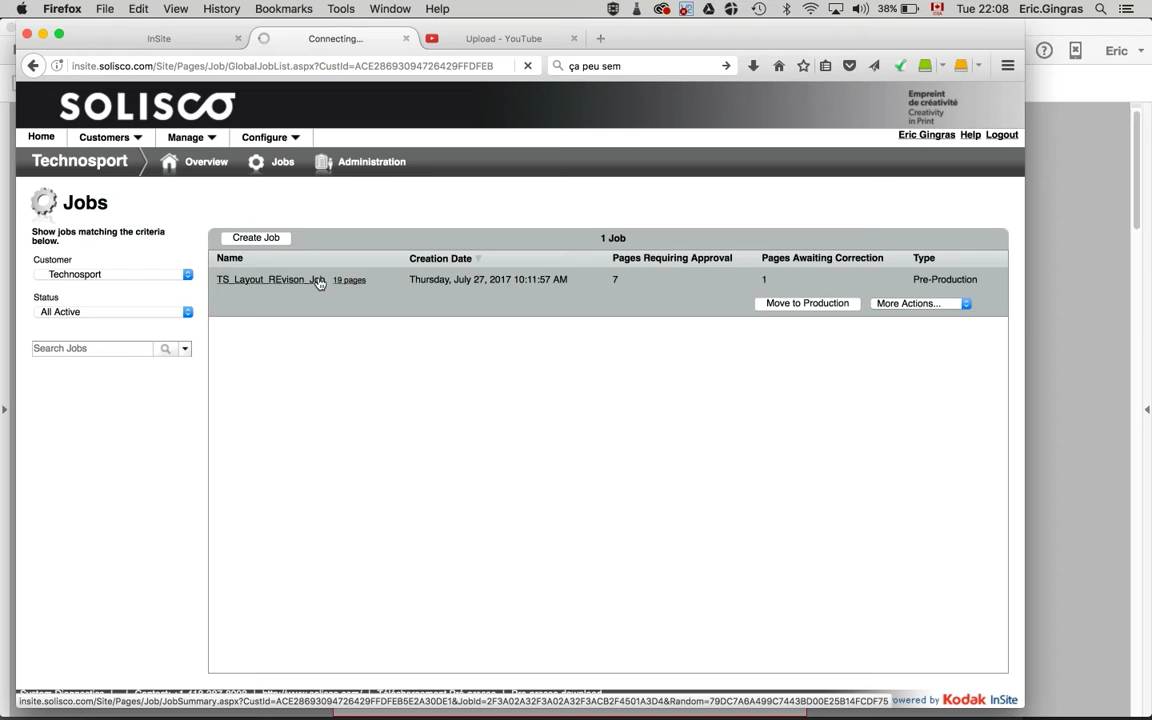 Firefox File Edit View History Bookmarks Tools Window Help 38% Tue 22:08 Eric.Gingras
InSite Connecting... Upload - YouTube
insite.solisco.com/Site/Pages/Job/GlobalJobList.aspx?CustId=ACE28693094726429FFDFEB ça peu sem
Eric
SOLISCO
Empreint
de créativité
Creativity
in Print
Home Customers Manage Configure
Eric Gingras Help Logout
Technosport Overview Jobs Administration
Jobs
Show jobs matching the criteria
below.
Customer
Technosport
Status
All Active
Search Jobs
Create Job 1 Job
Name Creation Date Pages Requiring Approval Pages Awaiting Correction Type
TS_Layout_REvison_Job 19 pages Thursday, July 27, 2017 10:11:57 AM 7 1 Pre-Production
Move to Production More Actions...
insite.solisco.com/Site/Pages/Job/JobSummary.aspx?CustId=ACE28693094726429FFDFEB5E2A30DE1&JobId=2F3A02A32F3A02A32F3ACB2F4501A3D4&Random=79DC7A6A499C7443BD00E25B14FCDF75
owered by Kodak InSite